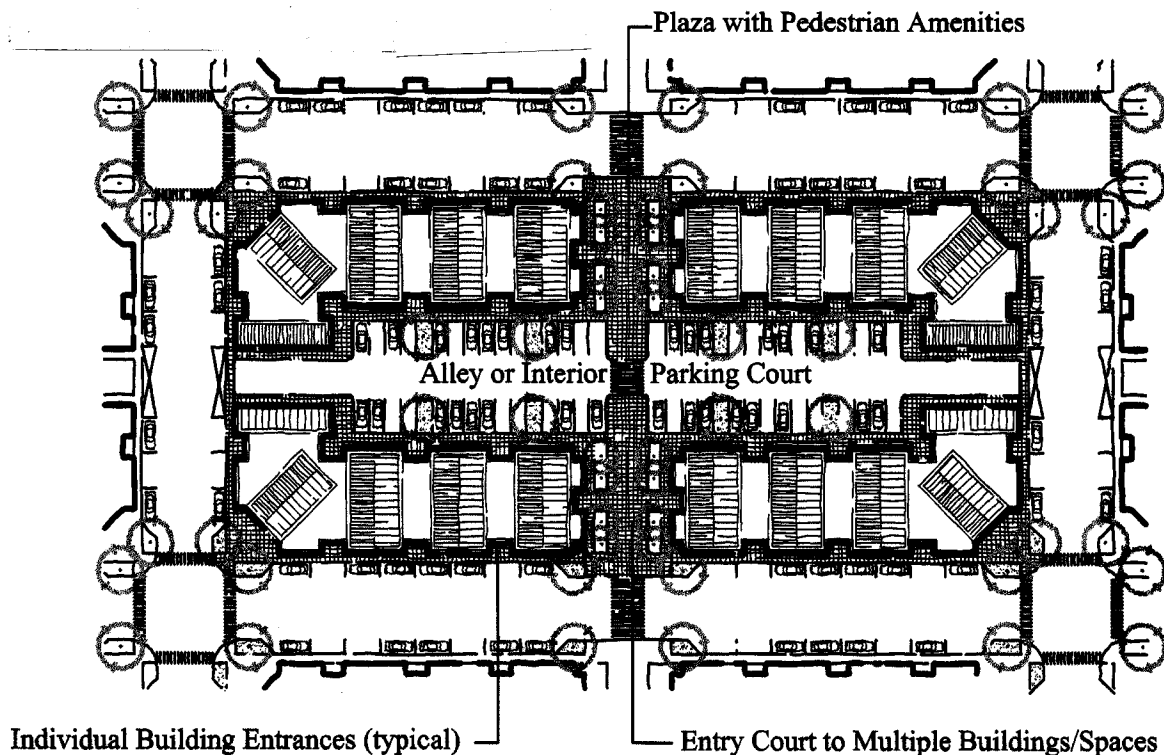 Plaza with Pedestrian Amenities
Alley or Interior Parking Court
Individual Building Entrances (typical)
Entry Court to Multiple Buildings/Spaces